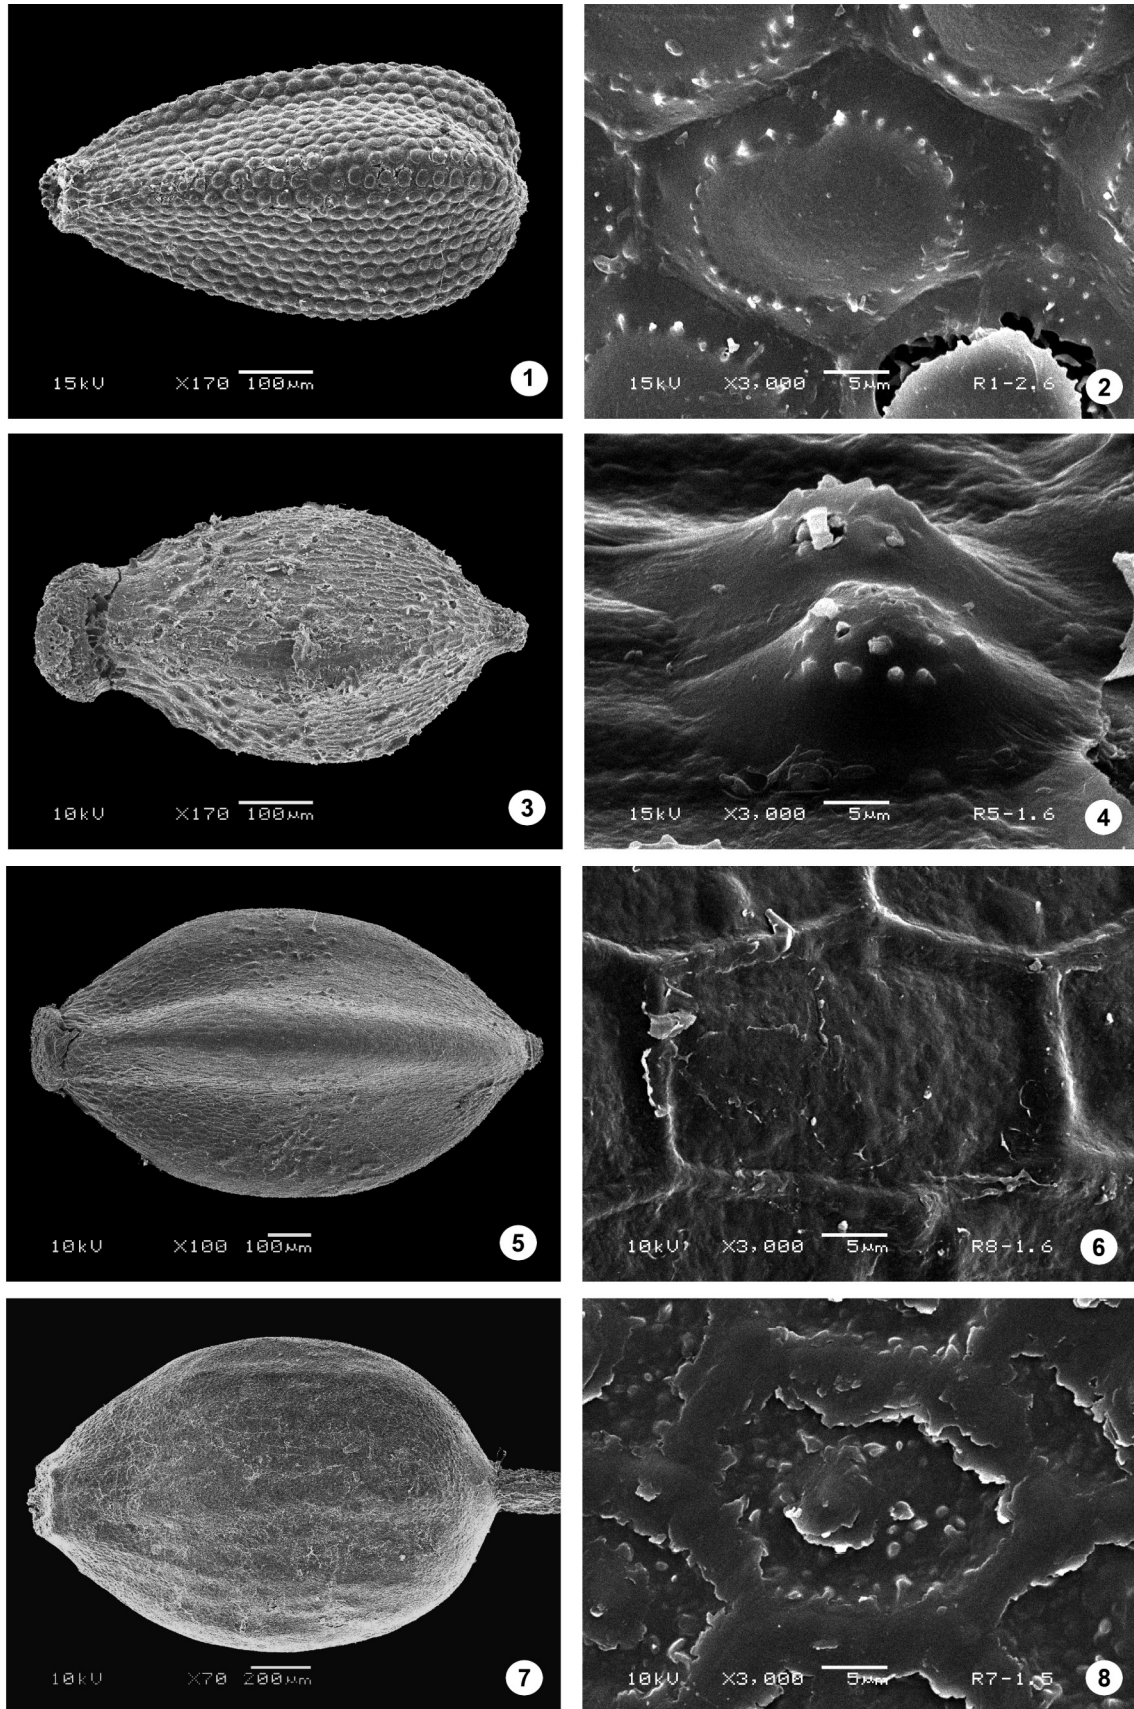 15kV X170 100µm 1
15kV X3,000 5µm R1-2.6 2
10kV X170 100µm 3
15kV X3,000 5µm R5-1.6 4
10kV X100 100µm 5
10kV X3,000 5µm R8-1.6 6
10kV X70 200µm 7
10kV X3,000 5µm R7-1.5 8